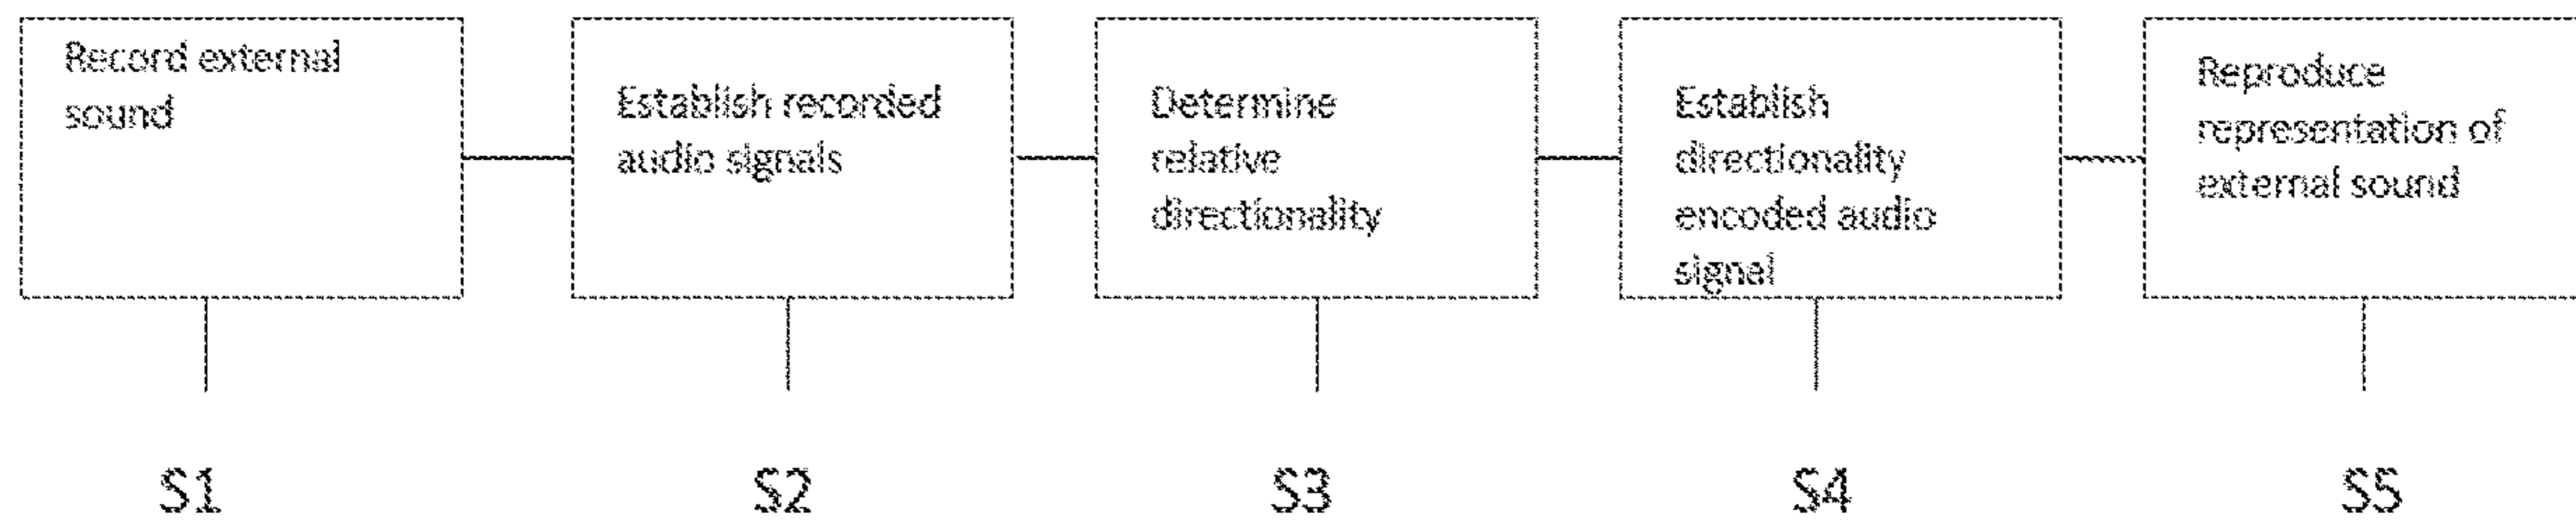 Record external
sound
Establish recorded
audio signals
Determine
relative
directionality
Establish
directionality
encoded audio
signal
Reproduce
representation of
external sound
S1
S2
S3
S4
S5